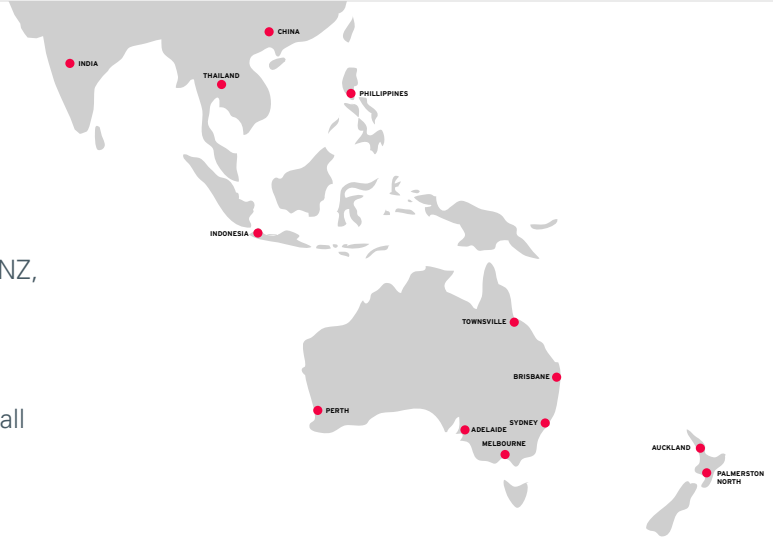 CHINA
INDIA
THAILAND
PHILLIPPINES
INDONESIA
NZ,
TOWNSVILLE
BRISBANE
PERTH
all
SYDNEY
ADELAIDE
MELBOURNE
AUCKLAND
PALMERSTON
NORTH